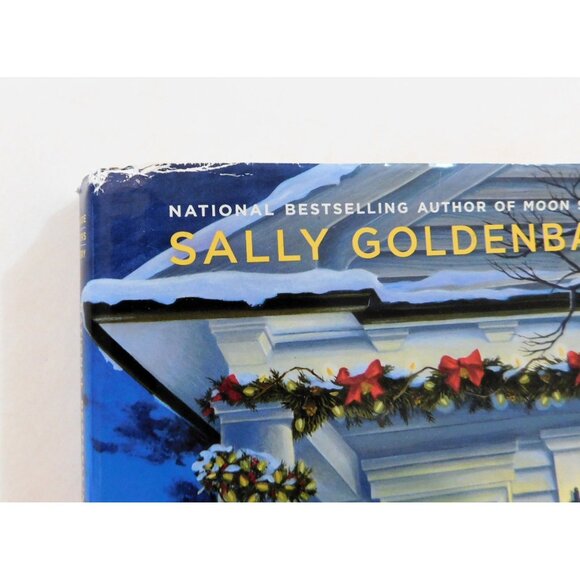 NATIONAL BESTSELLING AUTHOR OF MOON S
SALLY GOLDENBA